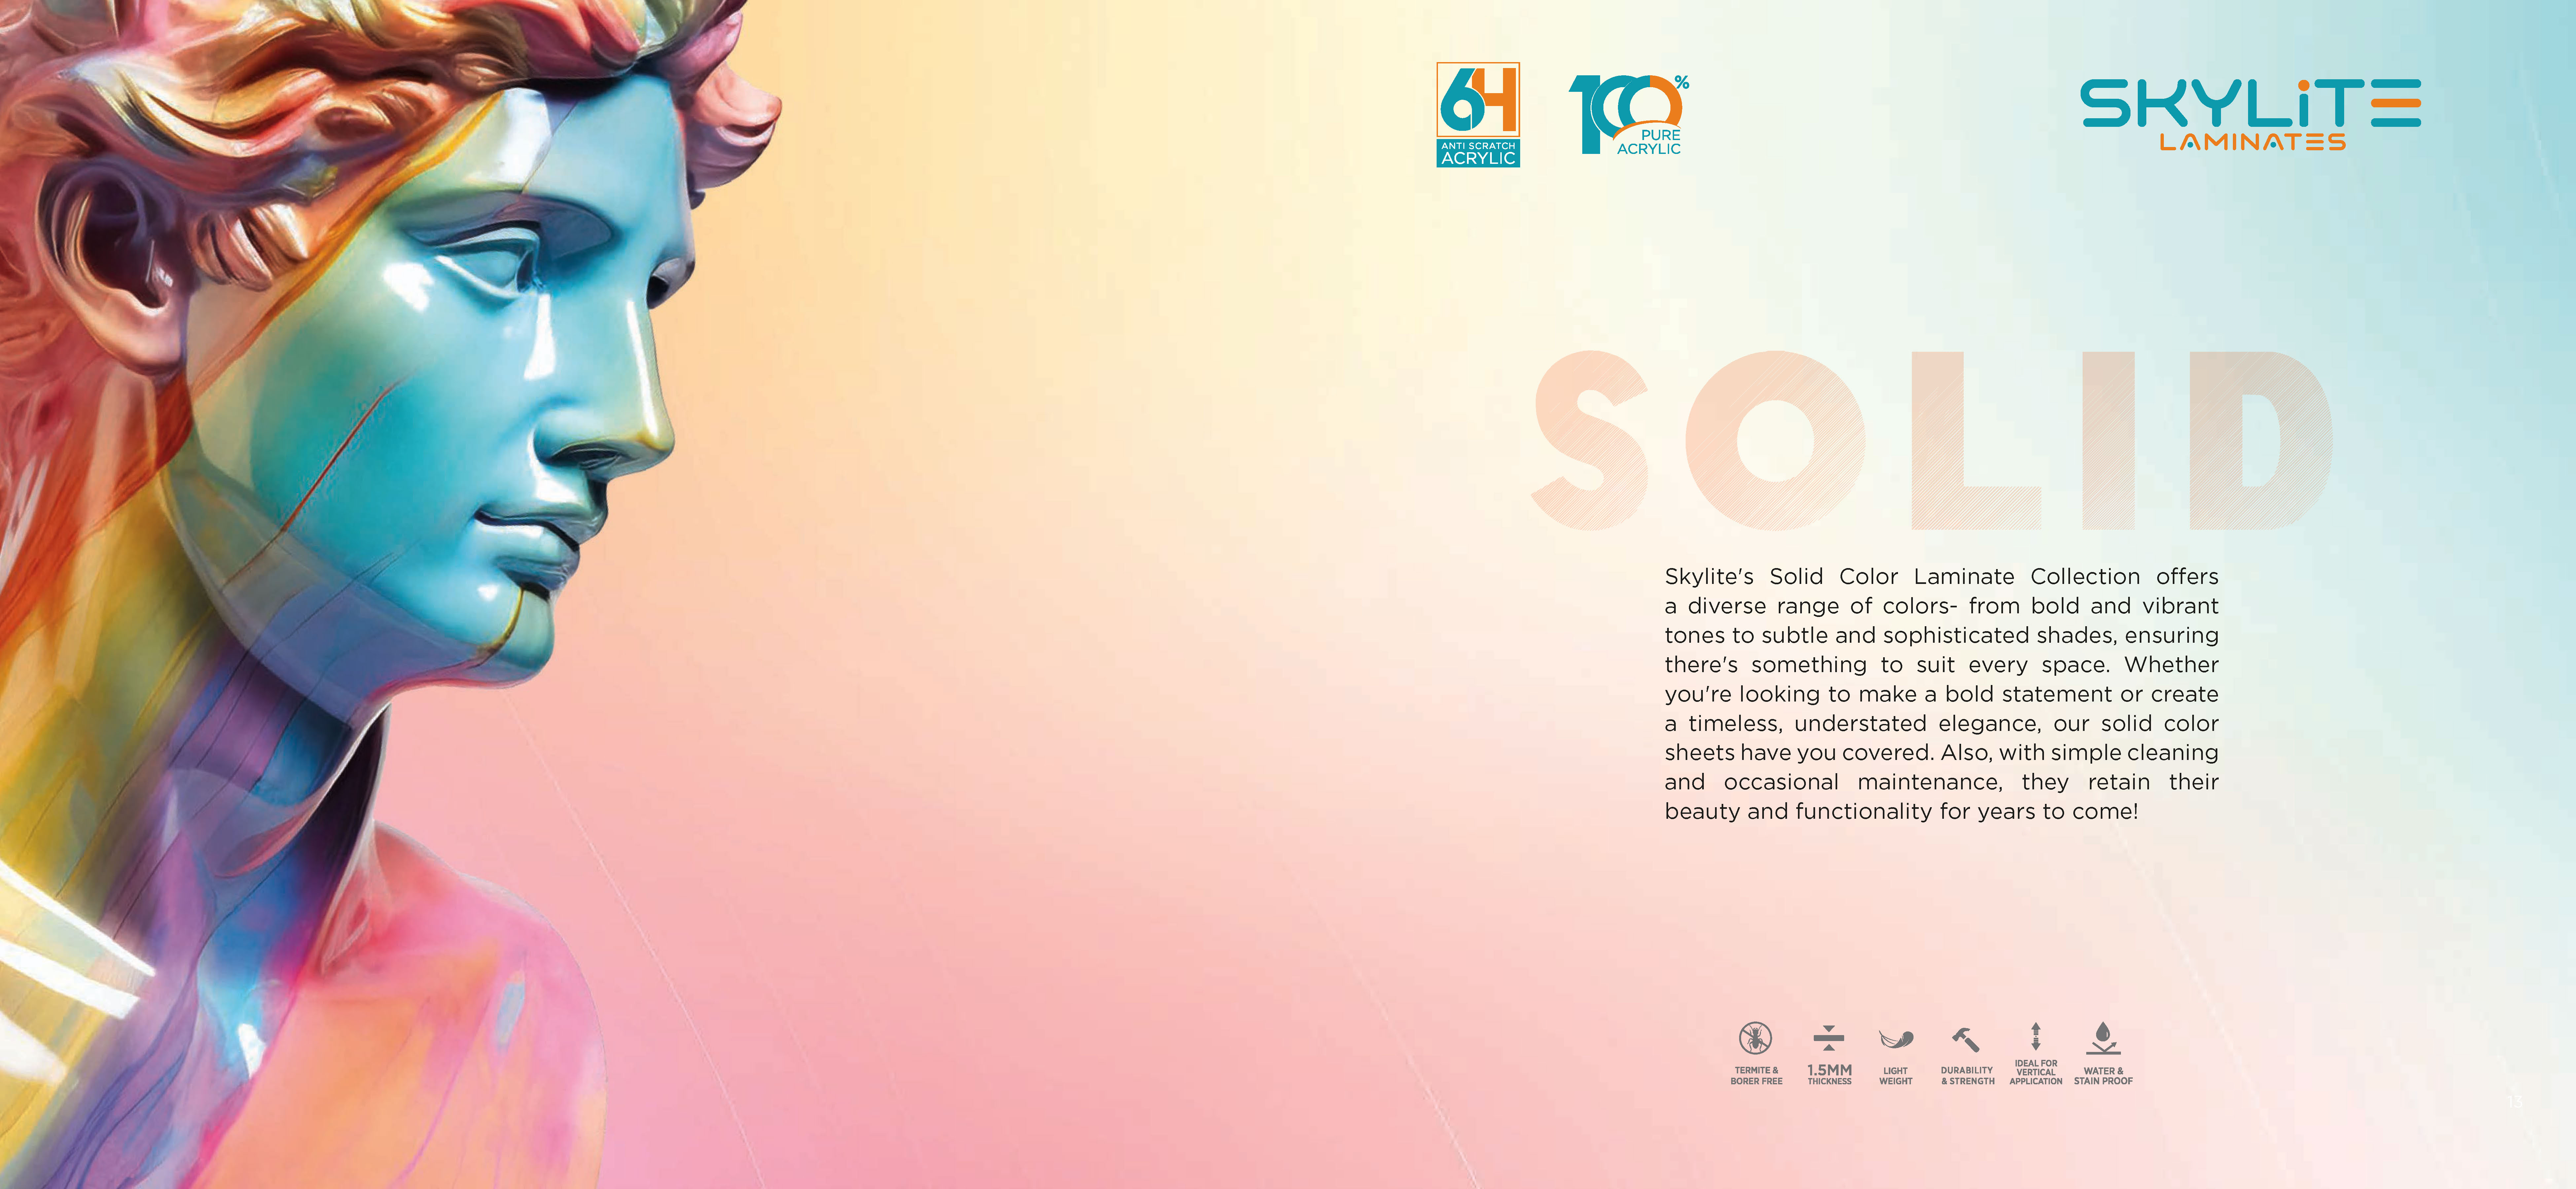 6H
ANTI SCRATCH
ACRYLIC
100%
PURE
ACRYLIC
SKYLiTE
LAMINATES
SOLID
Skylite's Solid Color Laminate Collection offers
a diverse range of colors- from bold and vibrant
tones to subtle and sophisticated shades, ensuring
there's something to suit every space. Whether
you're looking to make a bold statement or create
a timeless, understated elegance, our solid color
sheets have you covered. Also, with simple cleaning
and occasional maintenance, they retain their
beauty and functionality for years to come!
TERMITE &
BORER FREE
1.5MM
THICKNESS
LIGHT
WEIGHT
DURABILITY
& STRENGTH
IDEAL FOR
VERTICAL
APPLICATION
WATER &
STAIN PROOF
13